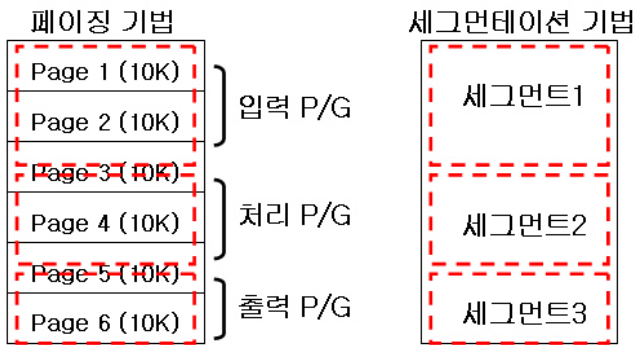 페이징 기법
세그먼테이션 기법
Page 1 (10K)
Page 2 (10K)
입력 P/G
Page 3 (10K)
Page 4 (10K)
처리 P/G
Page 5 (10K)
Page 6 (10K)
출력 P/G
세그먼트1
세그먼트2
세그먼트3